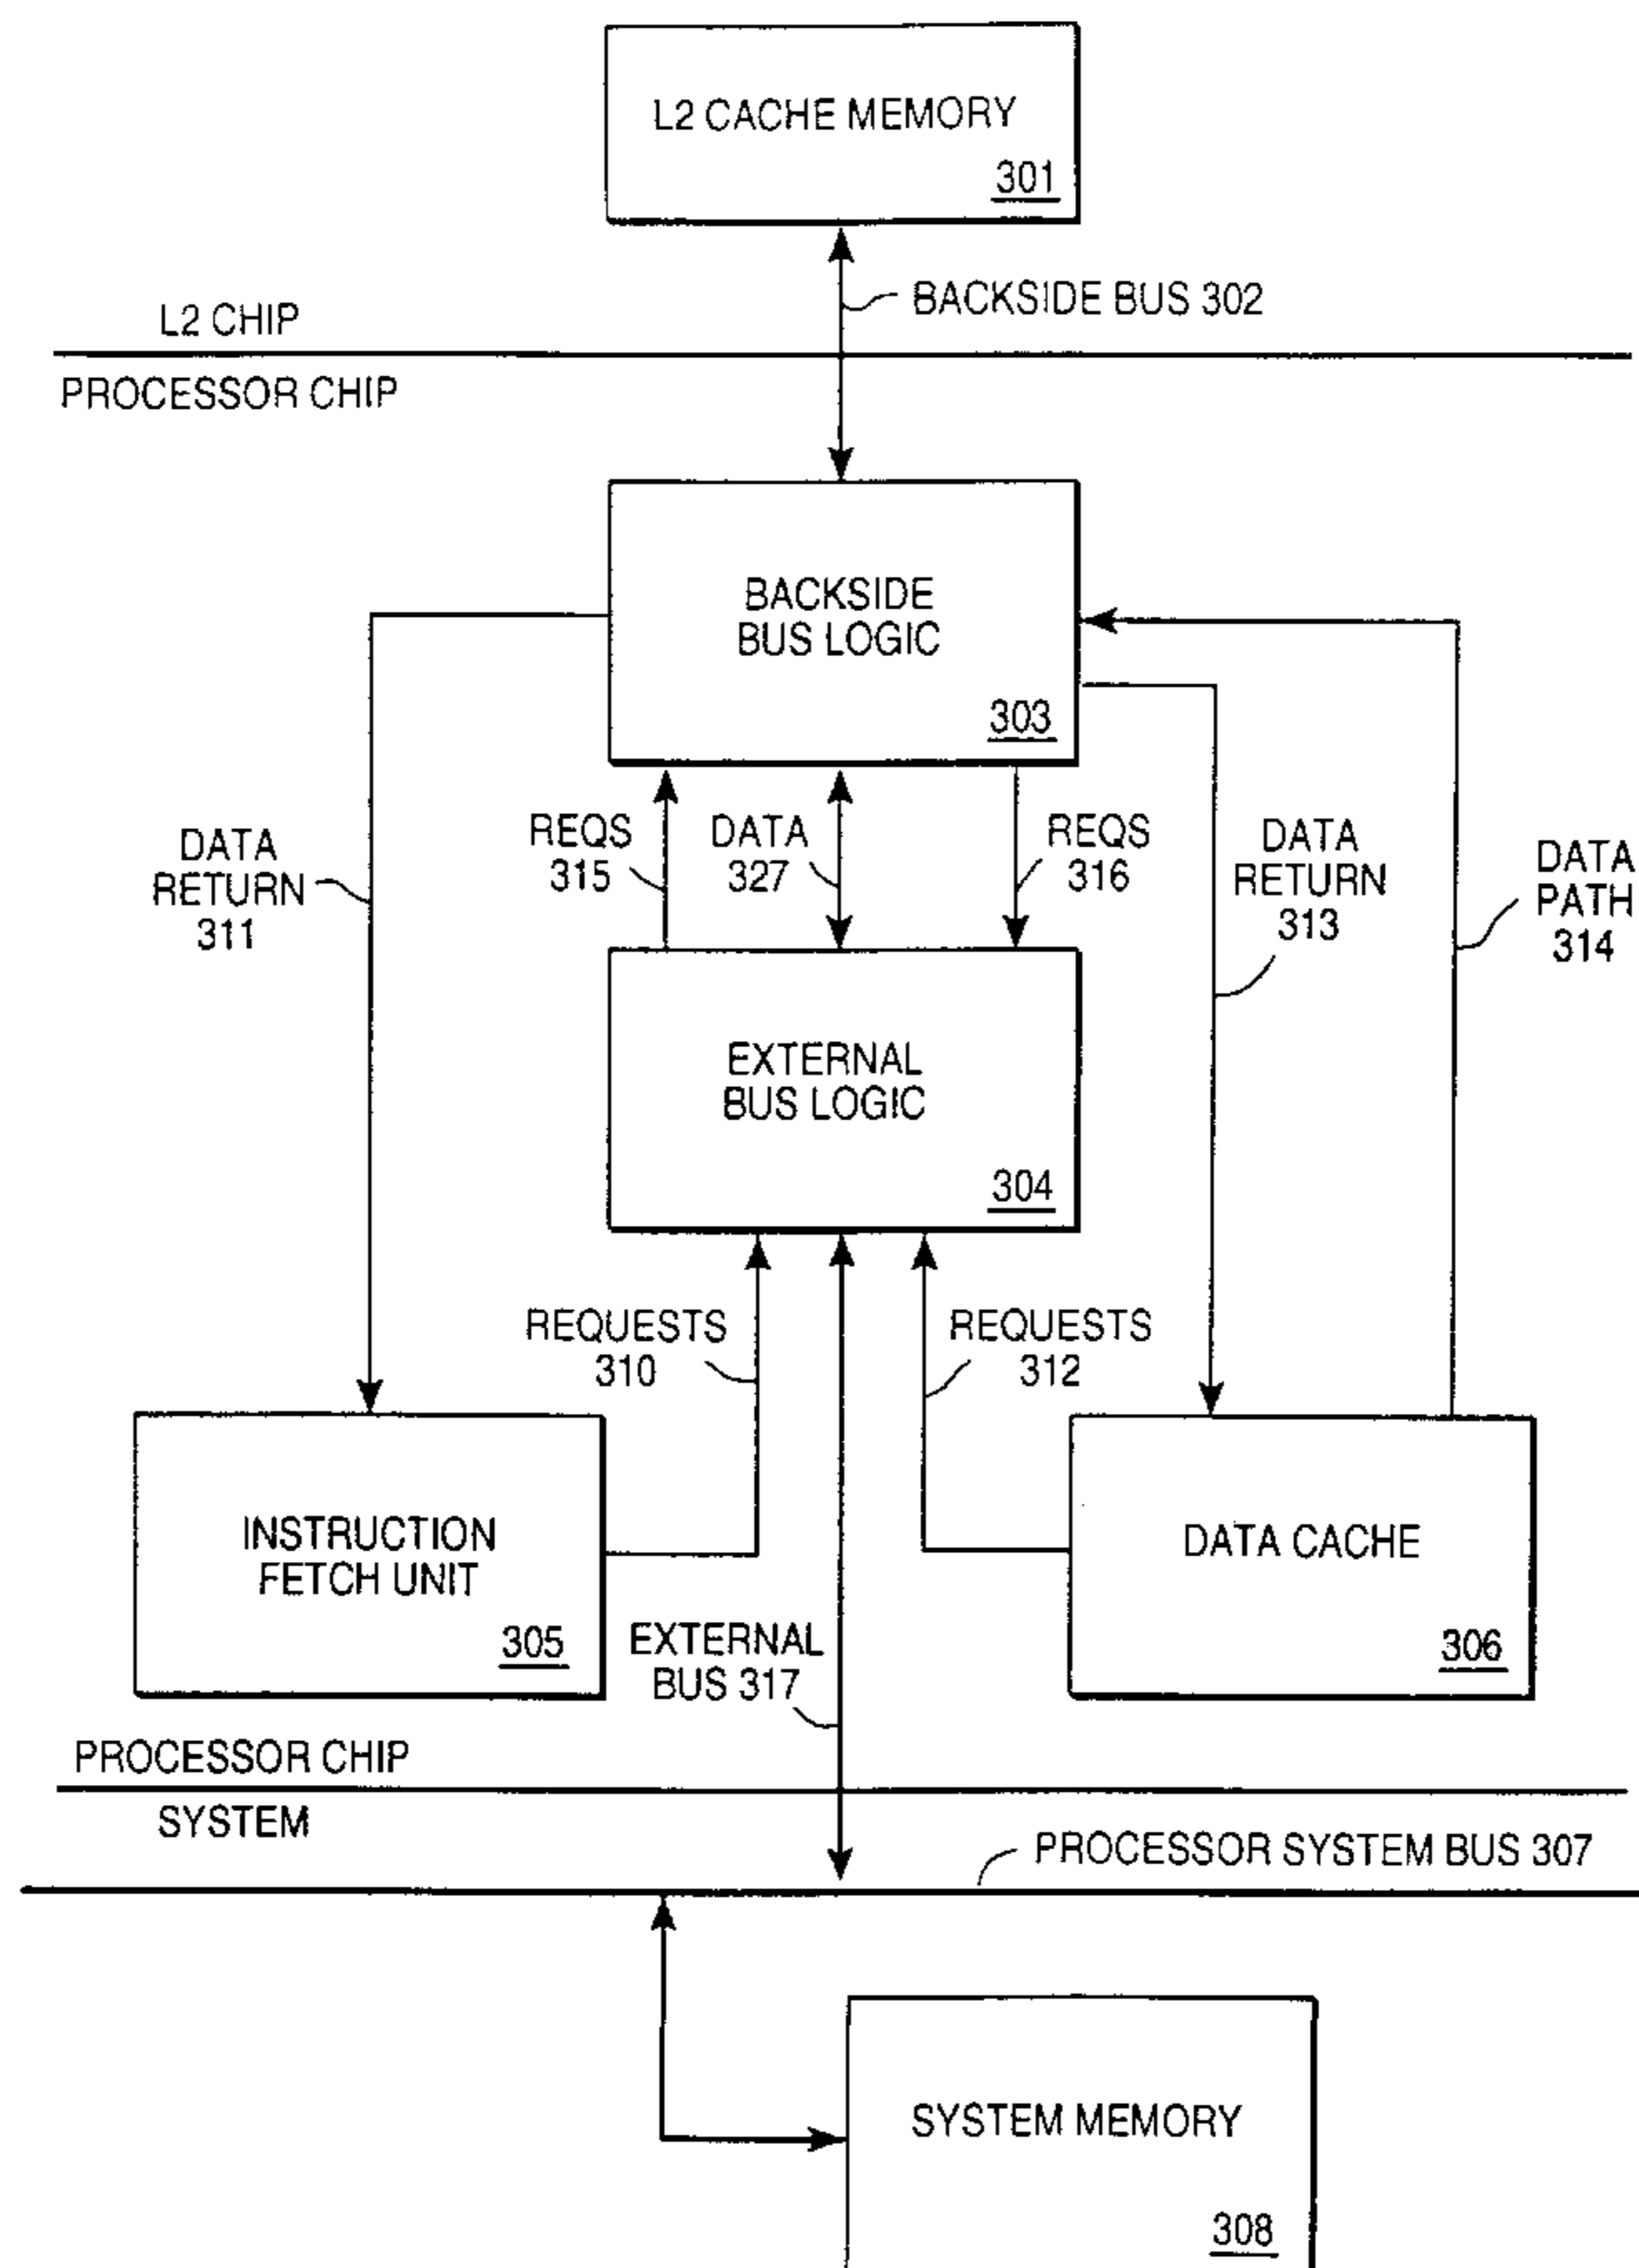 L2 CACHE MEMORY
301
BACKSIDE BUS 302
L2 CHIP
PROCESSOR CHIP
BACKSIDE
BUS LOGIC
303
DATA
RETURN
311
REQS
315
DATA
327
REQS
316
DATA
RETURN
313
DATA
PATH
314
EXTERNAL
BUS LOGIC
304
REQUESTS
310
REQUESTS
312
INSTRUCTION
FETCH UNIT
305
EXTERNAL
BUS 317
DATA CACHE
306
PROCESSOR CHIP
SYSTEM
PROCESSOR SYSTEM BUS 307
SYSTEM MEMORY
308